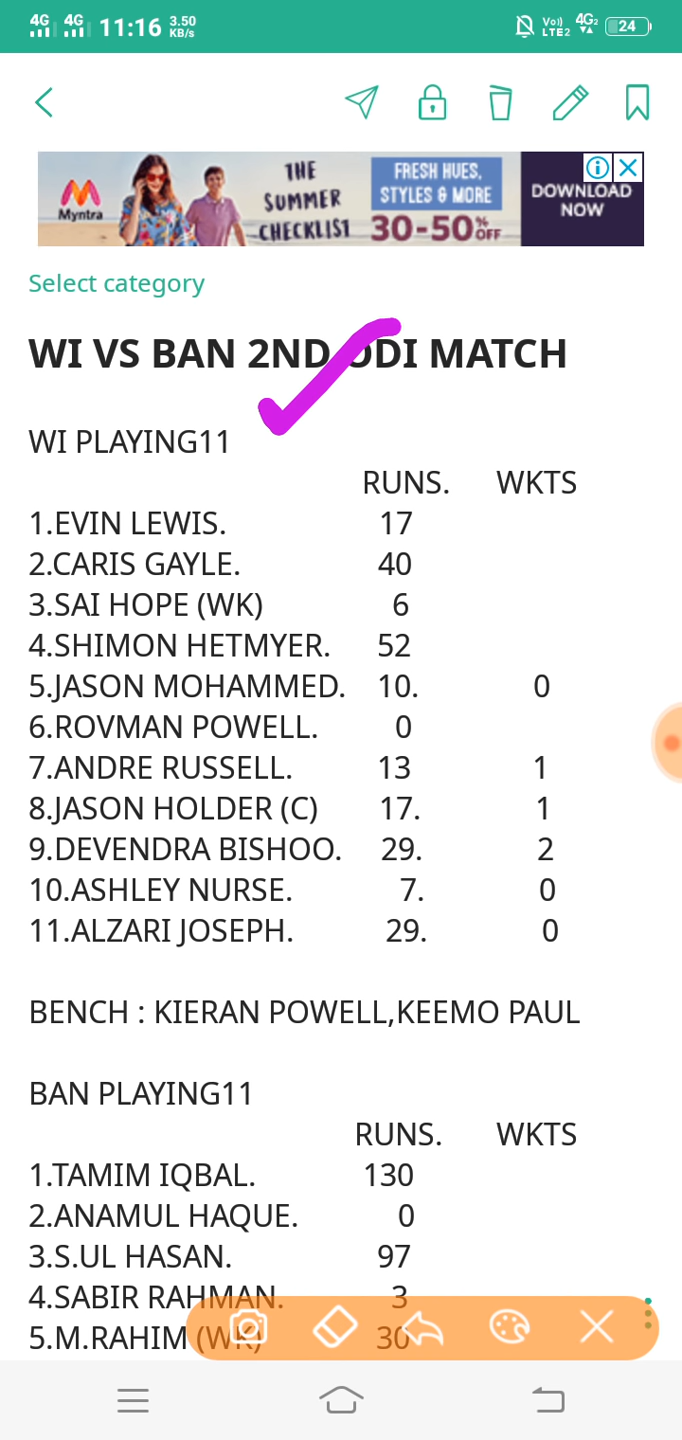 4G 4G 11:16 3.50 KB/s Vo)) LTE2 4G2 24
Myntra
THE SUMMER CHECKLIST
FRESH HUES,
STYLES & MORE
30-50% OFF
DOWNLOAD
NOW
Select category
WI VS BAN 2ND ODI MATCH
WI PLAYING11
RUNS. WKTS
1.EVIN LEWIS. 17
2.CARIS GAYLE. 40
3.SAI HOPE (WK) 6
4.SHIMON HETMYER. 52
5.JASON MOHAMMED. 10. 0
6.ROVMAN POWELL. 0
7.ANDRE RUSSELL. 13 1
8.JASON HOLDER (C) 17. 1
9.DEVENDRA BISHOO. 29. 2
10.ASHLEY NURSE. 7. 0
11.ALZARI JOSEPH. 29. 0
BENCH : KIERAN POWELL,KEEMO PAUL
BAN PLAYING11
RUNS. WKTS
1.TAMIM IQBAL. 130
2.ANAMUL HAQUE. 0
3.S.UL HASAN. 97
4.SABIR RAHMAN. 3
5.M.RAHIM (WK) 30